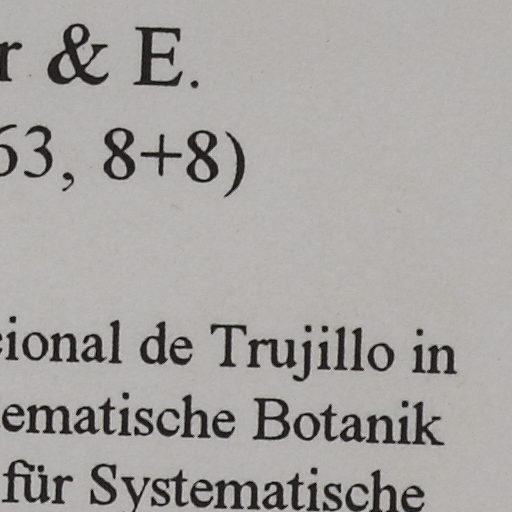 r & E.
63, 8+8)
cional de Trujillo in
ematische Botanik
für Systematische